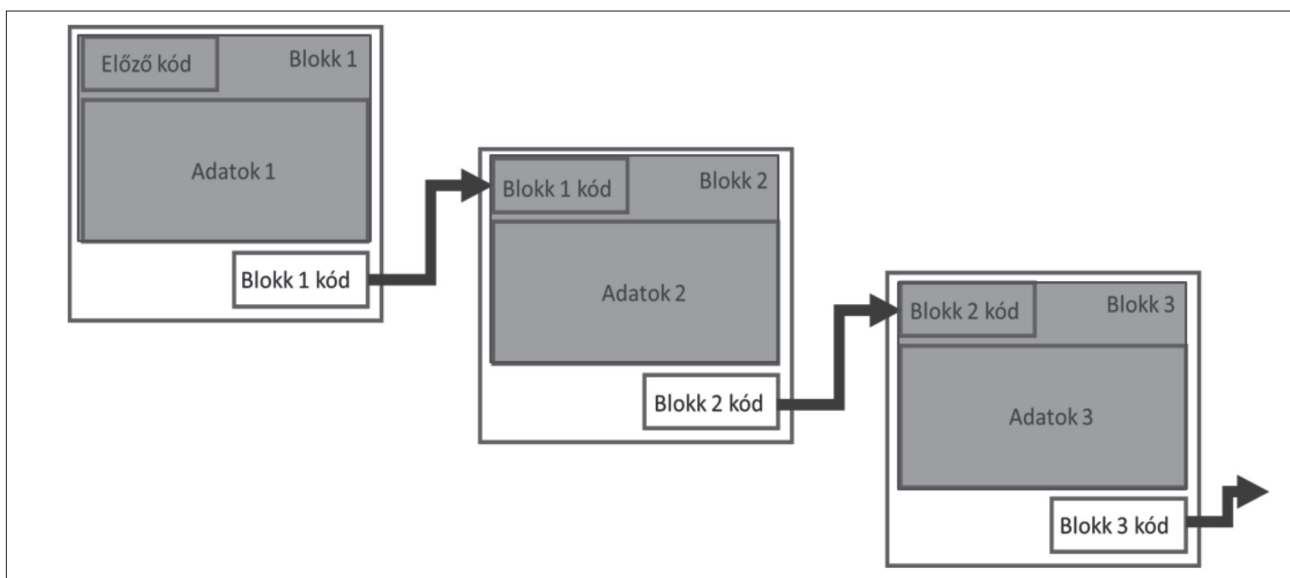 Előző kód
Blokk 1
Adatok 1
Blokk 1 kód
Blokk 1 kód
Blokk 2
Adatok 2
Blokk 2 kód
Blokk 2 kód
Blokk 3
Adatok 3
Blokk 3 kód